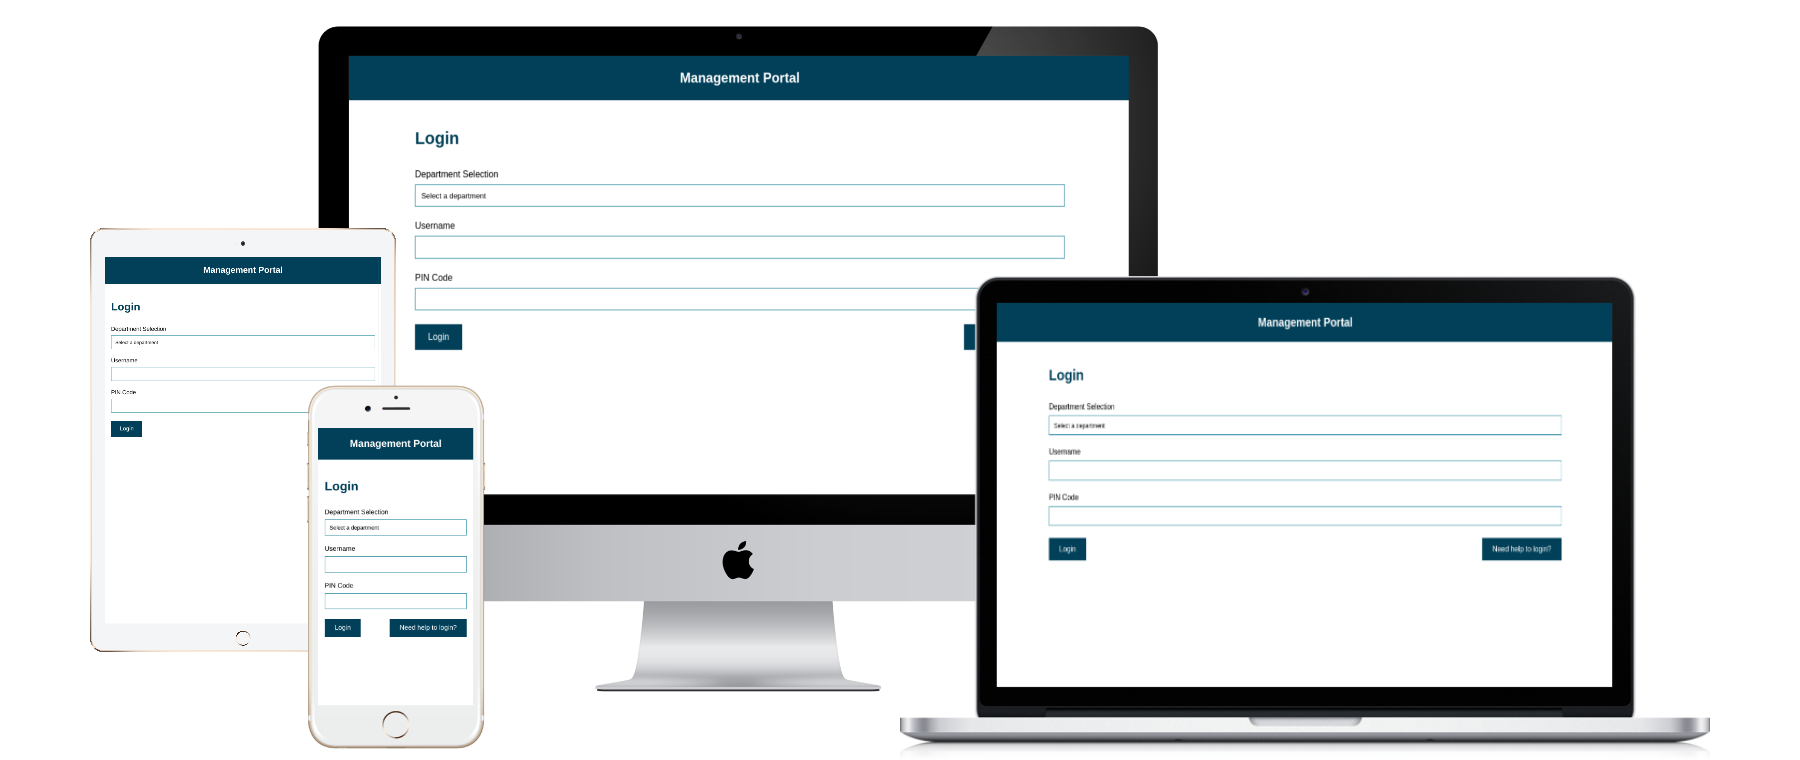 Management Portal
Login
Department Selection
Select a department
Username
PIN Code
Login
Management Portal
Login
Department Selection
Select a department
Username
PIN Code
Login
Management Portal
Login
Department Selection
Select a department
Username
PIN Code
Login
Need help to login?
Management Portal
Login
Department Selection
Select a department
Username
PIN Code
Login
Need help to login?